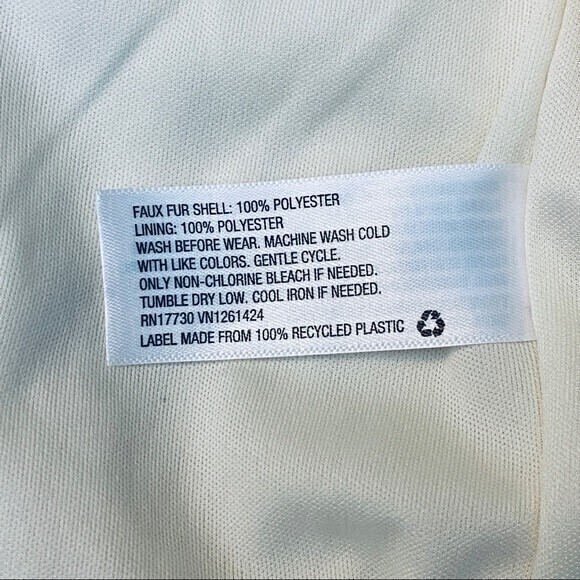 FAUX FUR SHELL: 100% POLYESTER
LINING: 100% POLYESTER
WASH BEFORE WEAR. MACHINE WASH COLD
WITH LIKE COLORS. GENTLE CYCLE.
ONLY NON-CHLORINE BLEACH IF NEEDED.
TUMBLE DRY LOW. COOL IRON IF NEEDED.
RN17730 VN1261424
LABEL MADE FROM 100% RECYCLED PLASTIC